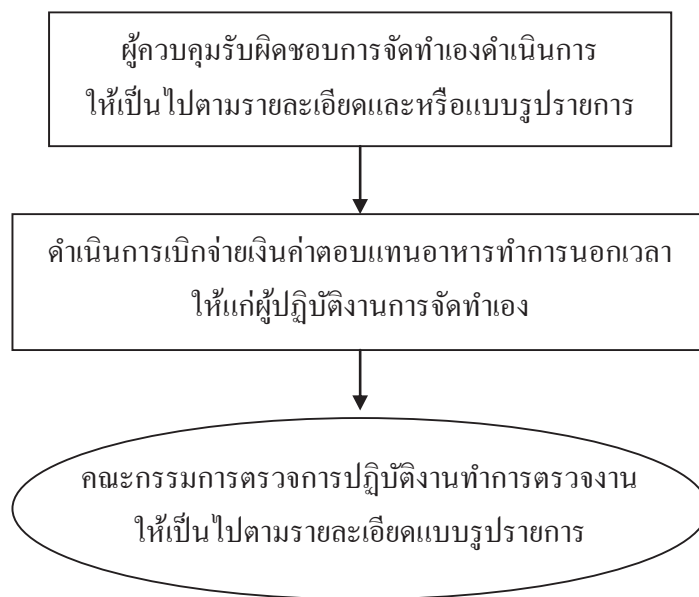 ผู้ควบคุมรับผิดชอบการจัดทำเองดำเนินการ
ให้เป็นไปตามรายละเอียดและหรือแบบรูปรายการ
ดำเนินการเบิกจ่ายเงินค่าตอบแทนอาหารทำการนอกเวลา
ให้แก่ผู้ปฏิบัติงานการจัดทำเอง
คณะกรรมการตรวจการปฏิบัติงานทำการตรวจงาน
ให้เป็นไปตามรายละเอียดแบบรูปรายการ